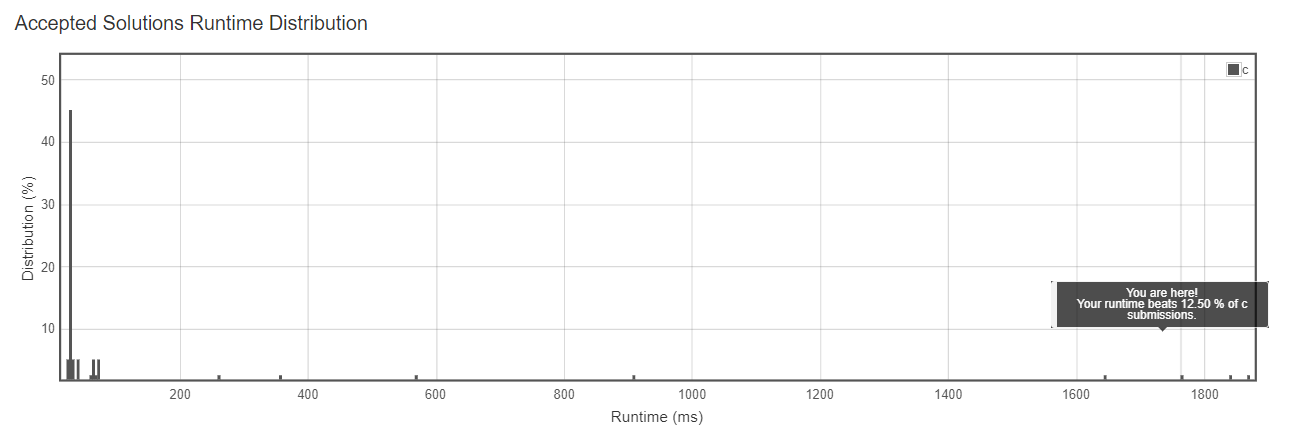 Accepted Solutions Runtime Distribution
c
50
40
30
20
10
Distribution (%)
You are here!
Your runtime beats 12.50 % of c
submissions.
200 400 600 800 1000 1200 1400 1600 1800
Runtime (ms)